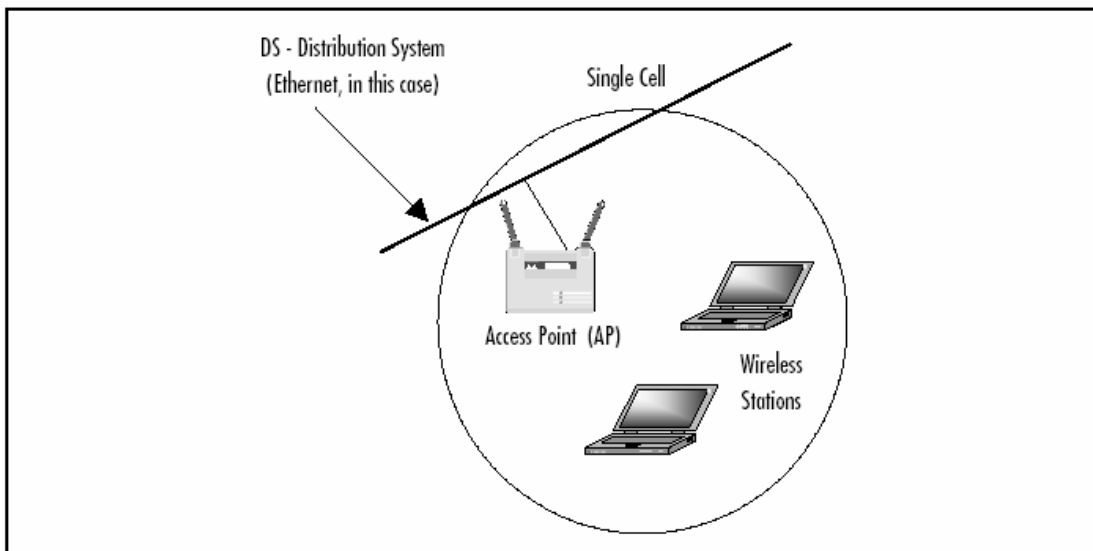 DS - Distribution System
(Ethernet, in this case)
Single Cell
Access Point (AP)
Wireless
Stations